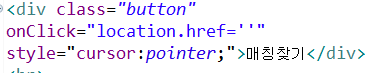 <div class="button"
onClick="location.href=''"
style="cursor:pointer;">매칭찾기</div>